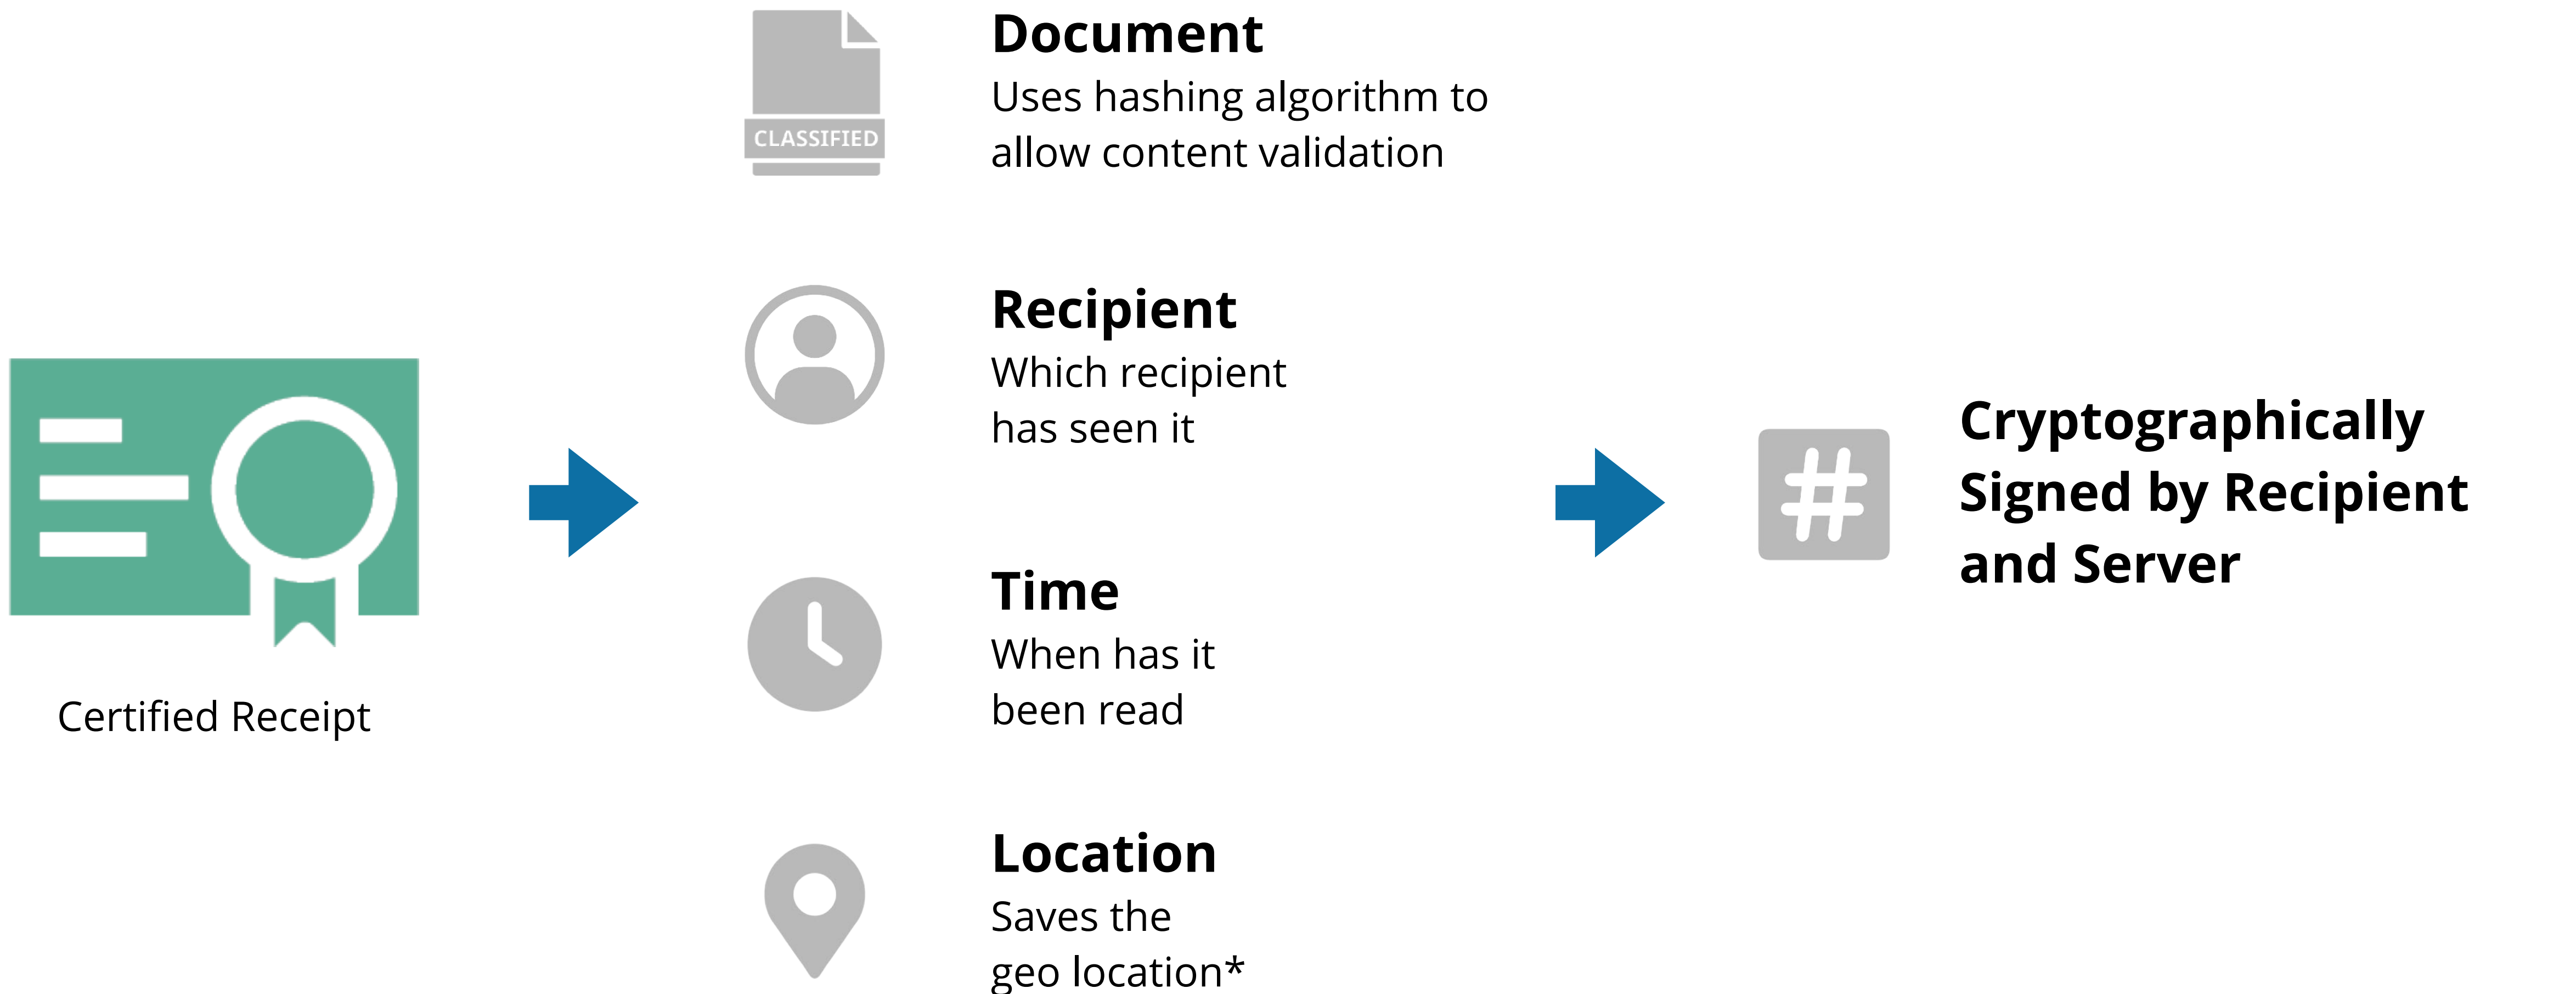 Certified Receipt
CLASSIFIED
Document
Uses hashing algorithm to
allow content validation
Recipient
Which recipient
has seen it
Time
When has it
been read
Location
Saves the
geo location*
#
Cryptographically
Signed by Recipient
and Server